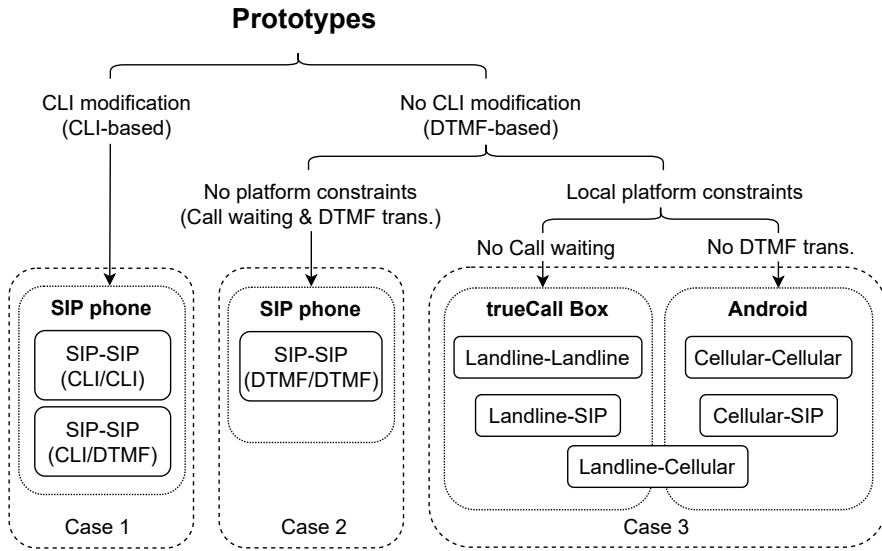 Prototypes
CLI modification
(CLI-based)
No CLI modification
(DTMF-based)
No platform constraints
(Call waiting & DTMF trans.)
Local platform constraints
No Call waiting
No DTMF trans.
SIP phone
SIP-SIP
(CLI/CLI)
SIP-SIP
(CLI/DTMF)
Case 1
SIP phone
SIP-SIP
(DTMF/DTMF)
Case 2
trueCall Box
Landline-Landline
Landline-SIP
Android
Cellular-Cellular
Cellular-SIP
Landline-Cellular
Case 3